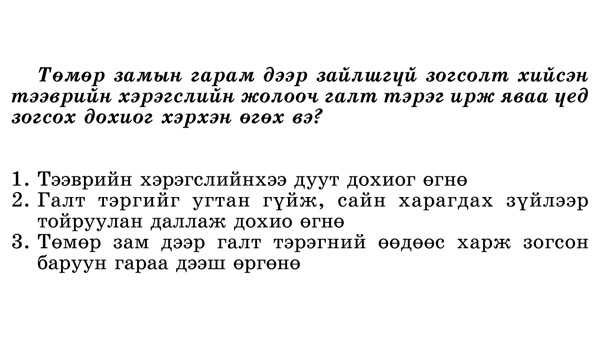 Төмөр замын гарам дээр зайлшгүй зогсолт хийсэн
тээврийн хэрэгслийн жолооч галт тэрэг ирж яваа үед
зогсох дохиог хэрхэн өгөх вэ?
1. Тээврийн хэрэгслийнхээ дуут дохиог өгнө
2. Галт тэргийг угтан гүйж, сайн харагдах зүйлээр
тойруулан даллаж дохио өгнө
3. Төмөр зам дээр галт тэрэгний өөдөөс харж зогсон
баруун гараа дээш өргөнө